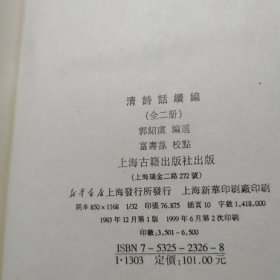 清詩話續編
(全二册)
郭紹虞 編選
富壽蓀 校點
上海古籍出版社出版
(上海瑞金二路272號)
新华書店上海發行所發行 上海新華印刷廠印刷
開本850×1168 1/32 印張76.875 插頁10 字數1,418,000
1983年12月第1版 1999年6月第2次印刷
印數:3,501-6,500
ISBN 7-5325-2326-8
I·1303 定價:101.00元